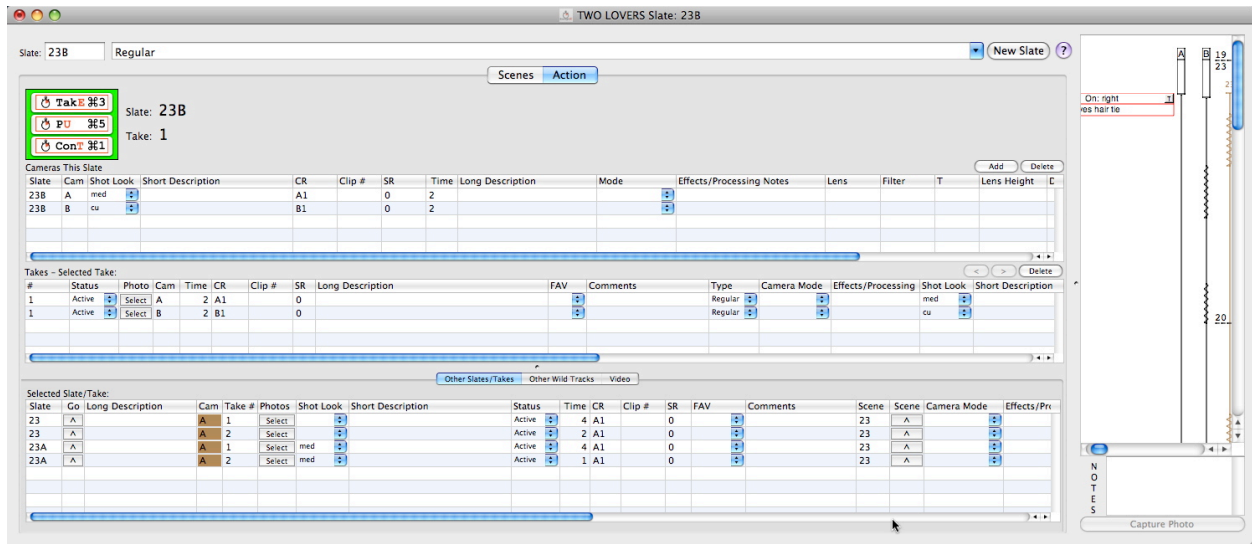 TWO LOVERS Slate: 23B
Slate: 23B Regular New Slate ?
Scenes Action
TakE ⌘3
PU ⌘5
ConT ⌘1
Slate: 23B
Take: 1
Cameras This Slate Add Delete
Slate Cam Shot Look Short Description CR Clip # SR Time Long Description Mode Effects/Processing Notes Lens Filter T Lens Height D
23B A med A1 0 2
23B B cu B1 0 2
Takes - Selected Take: < > Delete
# Status Photo Cam Time CR Clip # SR Long Description FAV Comments Type Camera Mode Effects/Processing Shot Look Short Description
1 Active Select A 2 A1 0 Regular med
1 Active Select B 2 B1 0 Regular cu
Other Slates/Takes Other Wild Tracks Video
Selected Slate/Take:
Slate Go Long Description Cam Take # Photos Shot Look Short Description Status Time CR Clip # SR FAV Comments Scene Scene Camera Mode Effects/Pro
23 ^ A 1 Select Active 4 A1 0 23 ^
23 ^ A 2 Select Active 2 A1 0 23 ^
23A ^ A 1 Select med Active 4 A1 0 23 ^
23A ^ A 2 Select med Active 1 A1 0 23 ^
A B 19
23
On: right T
ves hair tie
20
NOTES
Capture Photo